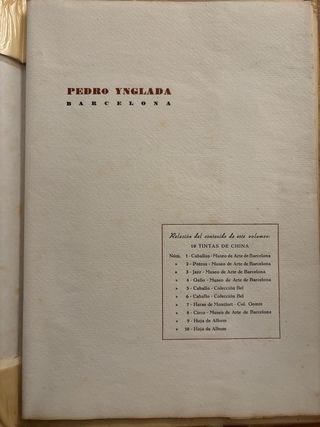 PEDRO YNGLADA
BARCELONA
Relación del contenido de este volumen:
10 TINTAS DE CHINA
Núm. 1 - Caballos - Museo de Arte de Barcelona
» 2 - Potros - Museo de Arte de Barcelona
» 3 - Jazz - Museo de Arte de Barcelona
» 4 - Gallo - Museo de Arte de Barcelona
» 5 - Caballo - Colección Bel
» 6 - Caballo - Colección Bel
» 7 - Haras de Montfort - Col. Gomis
» 8 - Circo - Museo de Arte de Barcelona
» 9 - Hoja de Album
» 10 - Hoja de Album